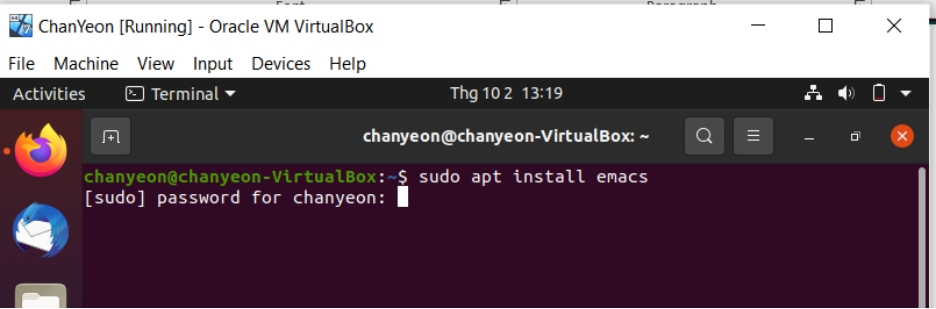 ChanYeon [Running] - Oracle VM VirtualBox
File Machine View Input Devices Help
Activities Terminal Thg 10 2 13:19
chanyeon@chanyeon-VirtualBox: ~
chanyeon@chanyeon-VirtualBox:~$ sudo apt install emacs
[sudo] password for chanyeon: